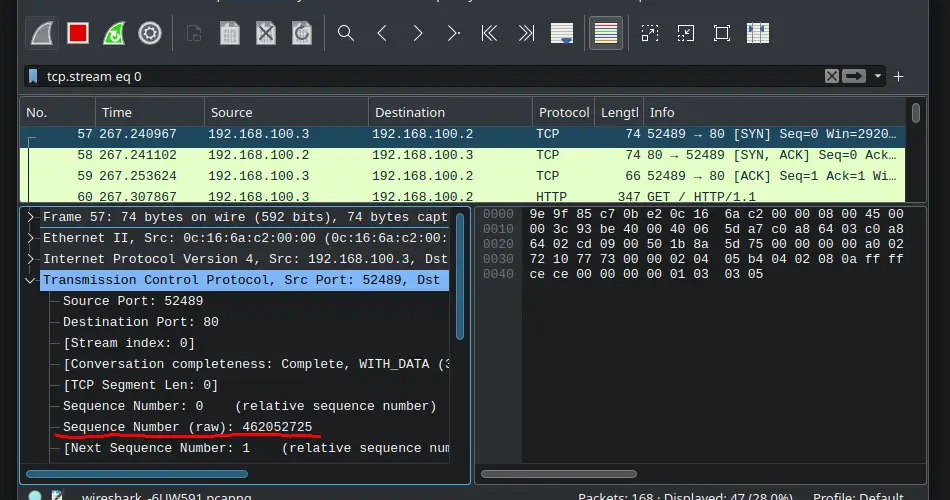 tcp.stream eq 0
No. Time Source Destination Protocol Lengtl Info
57 267.240967 192.168.100.3 192.168.100.2 TCP 74 52489 → 80 [SYN] Seq=0 Win=2920…
58 267.241102 192.168.100.2 192.168.100.3 TCP 74 80 → 52489 [SYN, ACK] Seq=0 Ack…
59 267.253624 192.168.100.3 192.168.100.2 TCP 66 52489 → 80 [ACK] Seq=1 Ack=1 Wi…
60 267.307867 192.168.100.3 192.168.100.2 HTTP 347 GET / HTTP/1.1
Frame 57: 74 bytes on wire (592 bits), 74 bytes capt
Ethernet II, Src: 0c:16:6a:c2:00:00 (0c:16:6a:c2:00:
Internet Protocol Version 4, Src: 192.168.100.3, Dst
Transmission Control Protocol, Src Port: 52489, Dst
Source Port: 52489
Destination Port: 80
[Stream index: 0]
[Conversation completeness: Complete, WITH_DATA (3
[TCP Segment Len: 0]
Sequence Number: 0 (relative sequence number)
Sequence Number (raw): 462052725
[Next Sequence Number: 1 (relative sequence num
0000 9e 9f 85 c7 0b e2 0c 16 6a c2 00 00 08 00 45 00
0010 00 3c 93 be 40 00 40 06 5d a7 c0 a8 64 03 c0 a8
0020 64 02 cd 09 00 50 1b 8a 5d 75 00 00 00 00 a0 02
0030 72 10 77 73 00 00 02 04 05 b4 04 02 08 0a ff ff
0040 ce ce 00 00 00 00 01 03 03 05
wireshark_-6UW591.pcapng Packets: 168 · Displayed: 47 (28.0%) Profile: Default